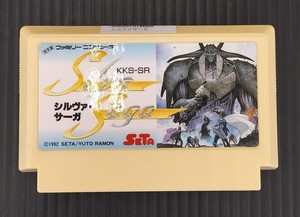 ファミリーコンピュータ
KKS-SR
Silva
Saga
シルヴァ・
サーガ
SETA
©1992 SETA/YUTO RAMON